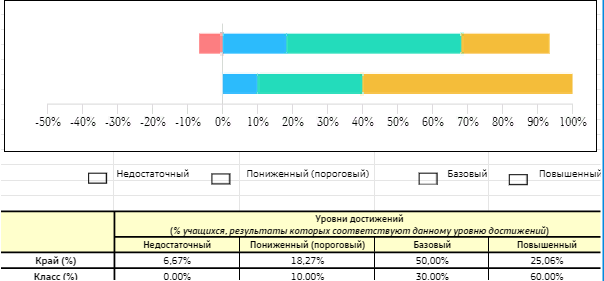 -50% -40% -30% -20% -10% 0% 10% 20% 30% 40% 50% 60% 70% 80% 90% 100%
Недостаточный Пониженный (пороговый) Базовый Повышенный
Уровни достижений
(% учащихся, результаты которых соответствуют данному уровню достижений)
Недостаточный Пониженный (пороговый) Базовый Повышенный
Край (%) 6,67% 18,27% 50,00% 25,06%
Класс (%) 0.00% 10.00% 30.00% 60.00%